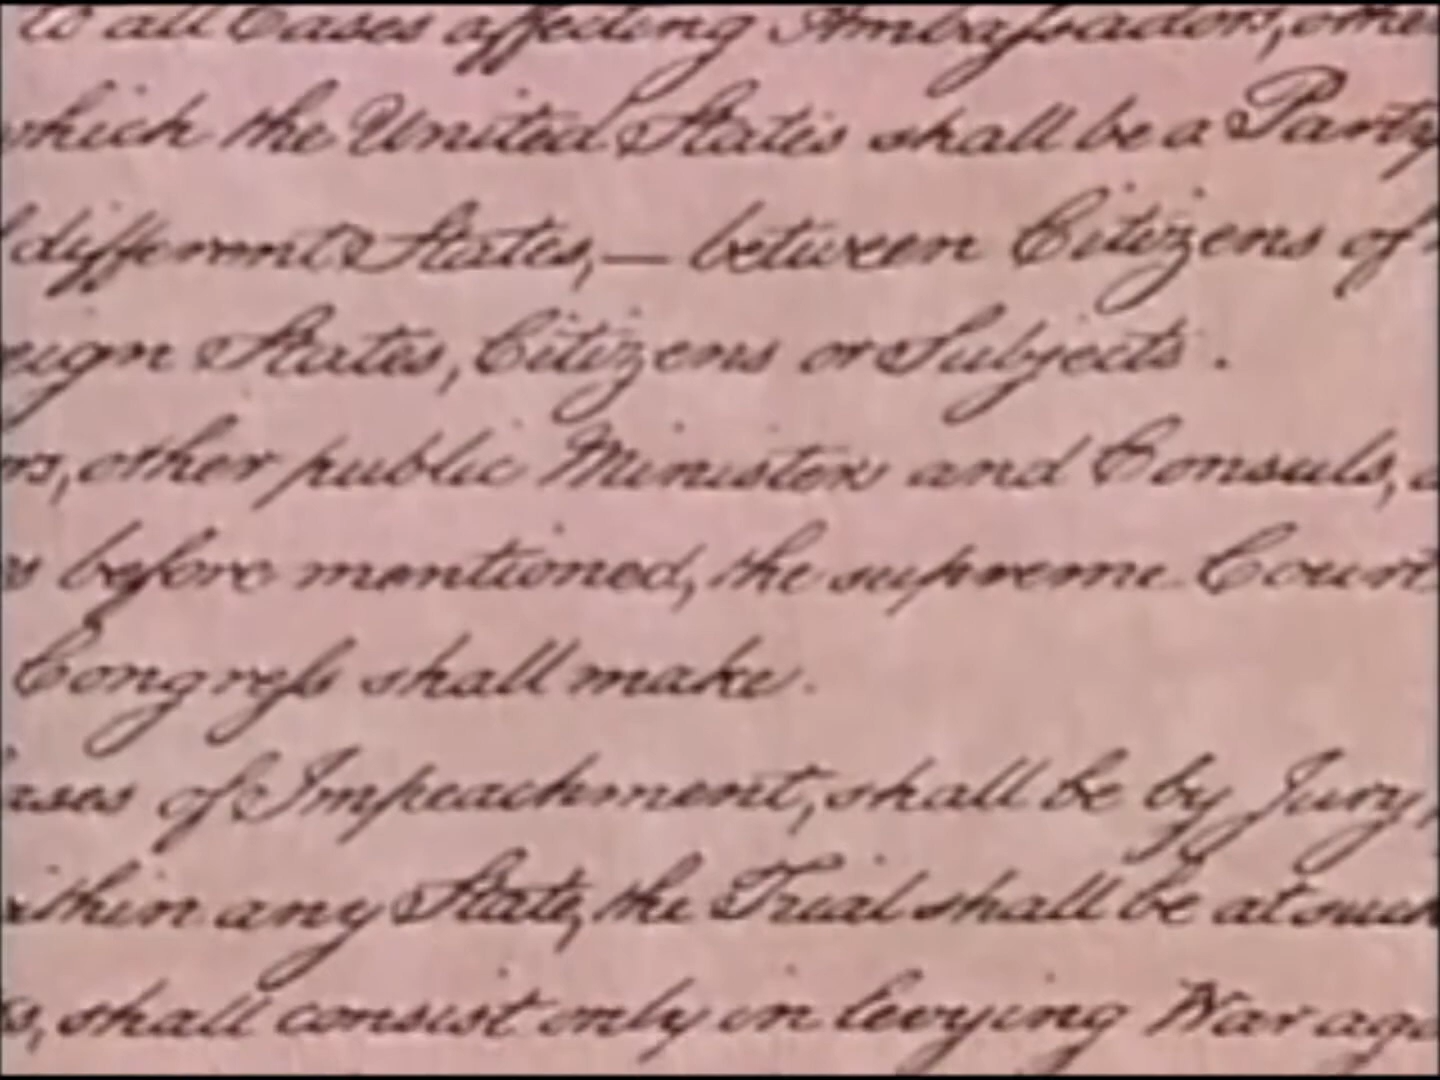 to all Cases affecting Ambassadors, other
which the United States shall be a Party
different States,— between Citizens of
eign States, Citizens or Subjects.
rs, other public Ministers and Consuls, a
s before mentioned, the supreme Court
Congress shall make.
ases of Impeachment, shall be by Jury,
ithin any State, the Trial shall be at such
s, shall consist only in levying War aga